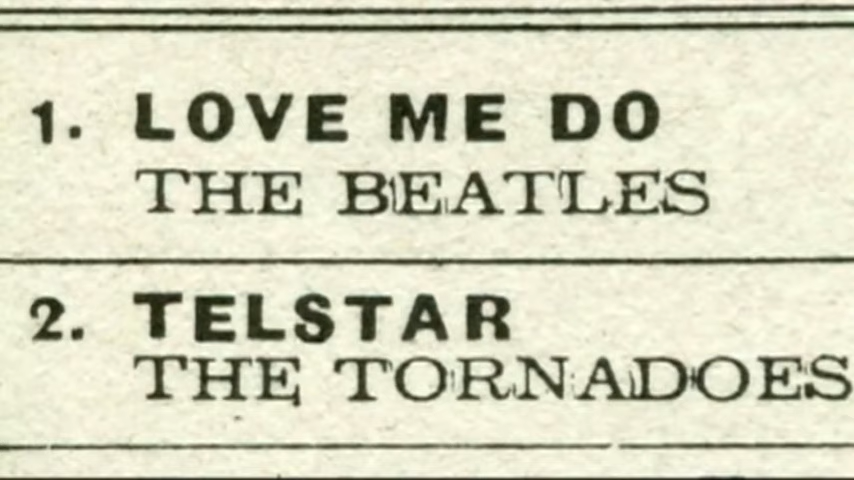 1. LOVE ME DO
THE BEATLES
2. TELSTAR
THE TORNADOES